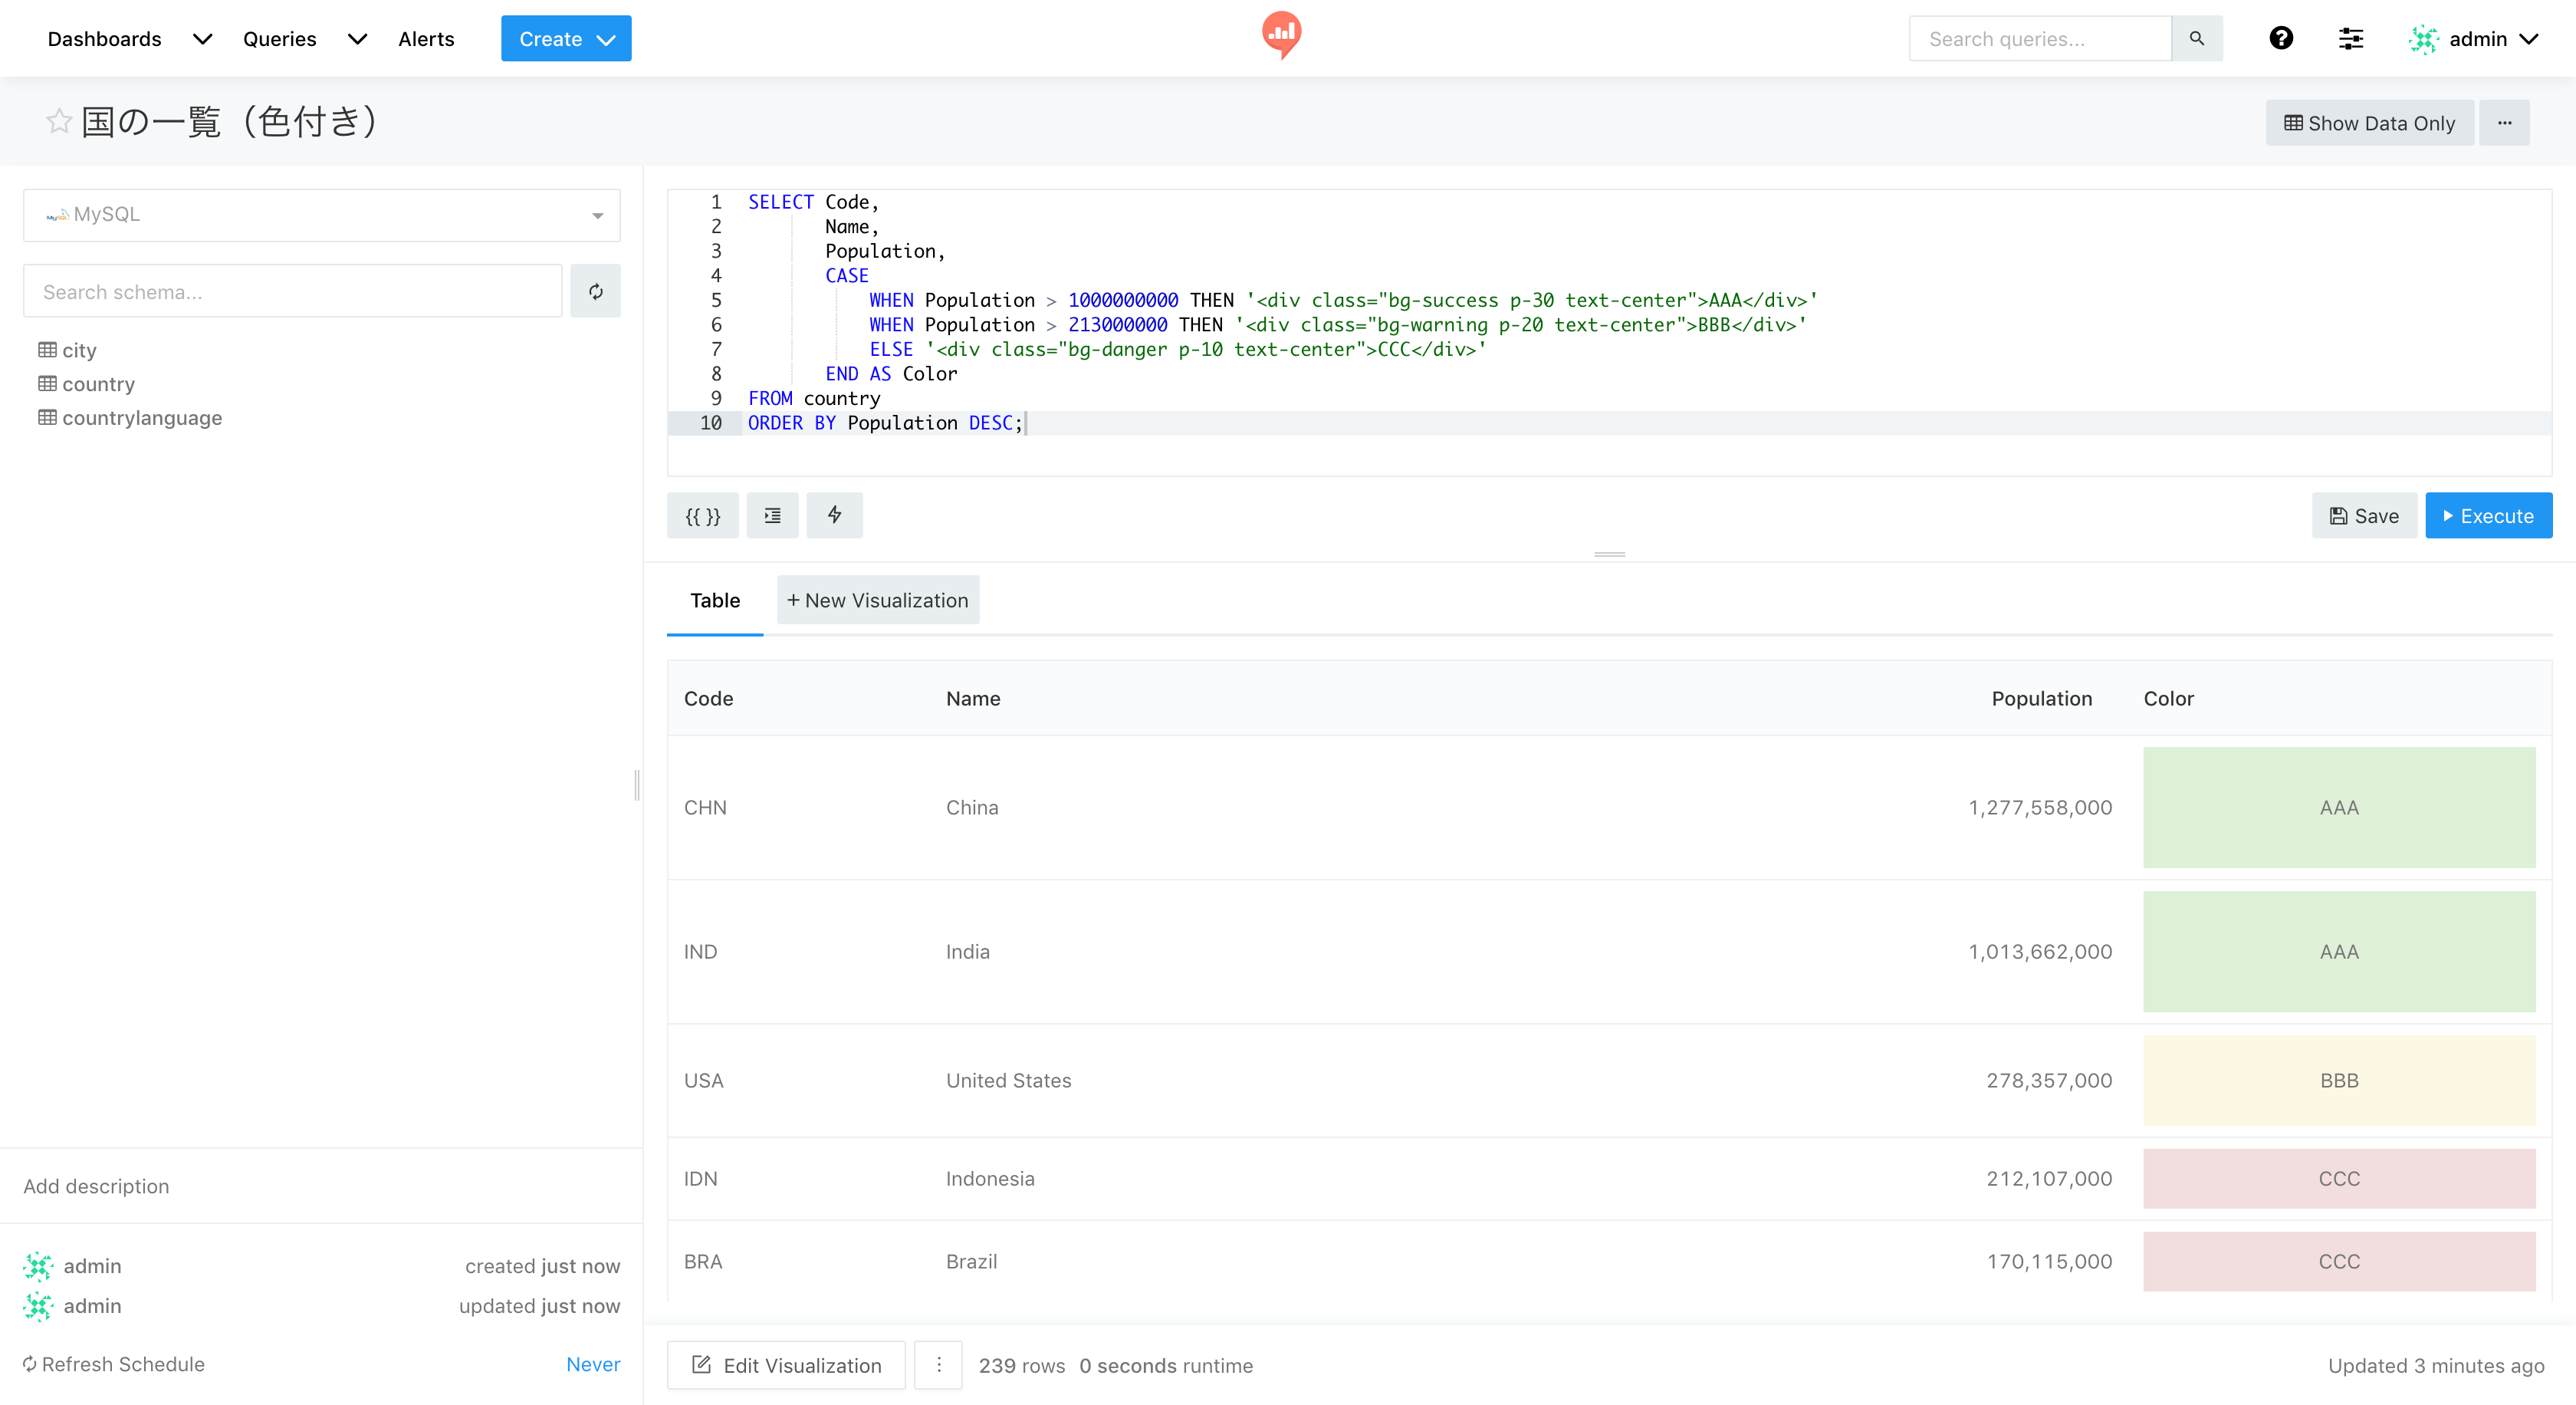 Dashboards Queries Alerts Create Search queries... admin
国の一覧（色付き） Show Data Only ...
MySQL
Search schema...
city
country
countrylanguage
1 SELECT Code,
2 Name,
3 Population,
4 CASE
5 WHEN Population > 1000000000 THEN '<div class="bg-success p-30 text-center">AAA</div>'
6 WHEN Population > 213000000 THEN '<div class="bg-warning p-20 text-center">BBB</div>'
7 ELSE '<div class="bg-danger p-10 text-center">CCC</div>'
8 END AS Color
9 FROM country
10 ORDER BY Population DESC;
{{ }} Save Execute
Table + New Visualization
Code Name Population Color
CHN China 1,277,558,000 AAA
IND India 1,013,662,000 AAA
USA United States 278,357,000 BBB
IDN Indonesia 212,107,000 CCC
BRA Brazil 170,115,000 CCC
Add description
admin created just now
admin updated just now
Refresh Schedule Never
Edit Visualization 239 rows 0 seconds runtime Updated 3 minutes ago